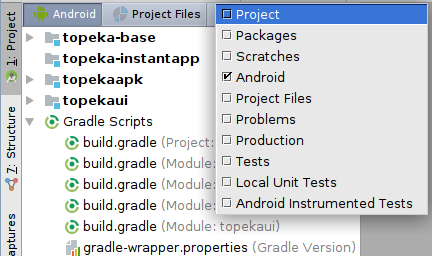 Android
Project Files
1: Project
7: Structure
aptures
topeka-base
topeka-instantapp
topekaapk
topekaui
Gradle Scripts
build.gradle (Project:
build.gradle (Module:
build.gradle (Module:
build.gradle (Module:
build.gradle (Module: topekaui)
gradle-wrapper.properties (Gradle Version)
Project
Packages
Scratches
Android
Project Files
Problems
Production
Tests
Local Unit Tests
Android Instrumented Tests